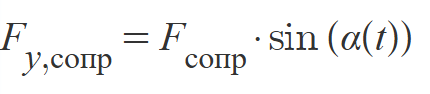 F_{y,сопр} = F_{сопр} · sin (α(t))